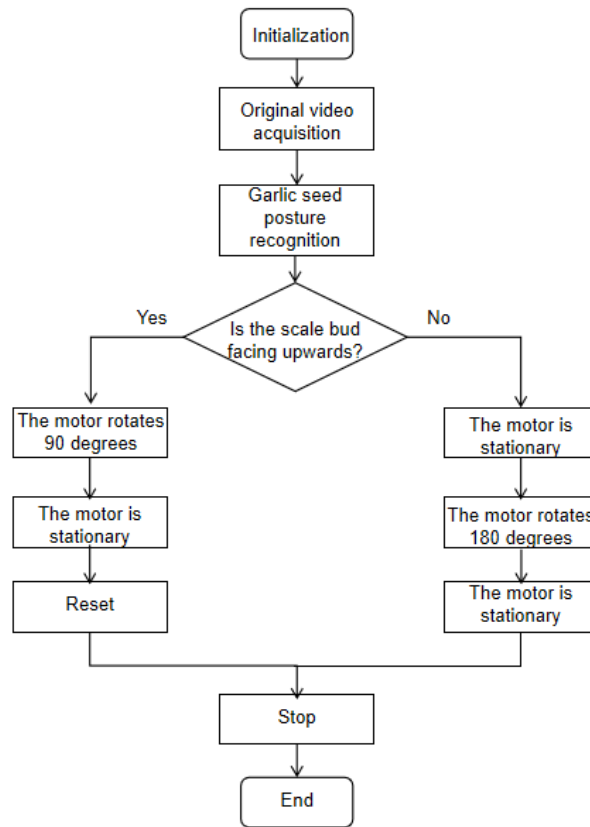 Initialization
Original video
acquisition
Garlic seed
posture
recognition
Is the scale bud
facing upwards?
Yes
No
The motor rotates
90 degrees
The motor is
stationary
Reset
The motor is
stationary
The motor rotates
180 degrees
The motor is
stationary
Stop
End